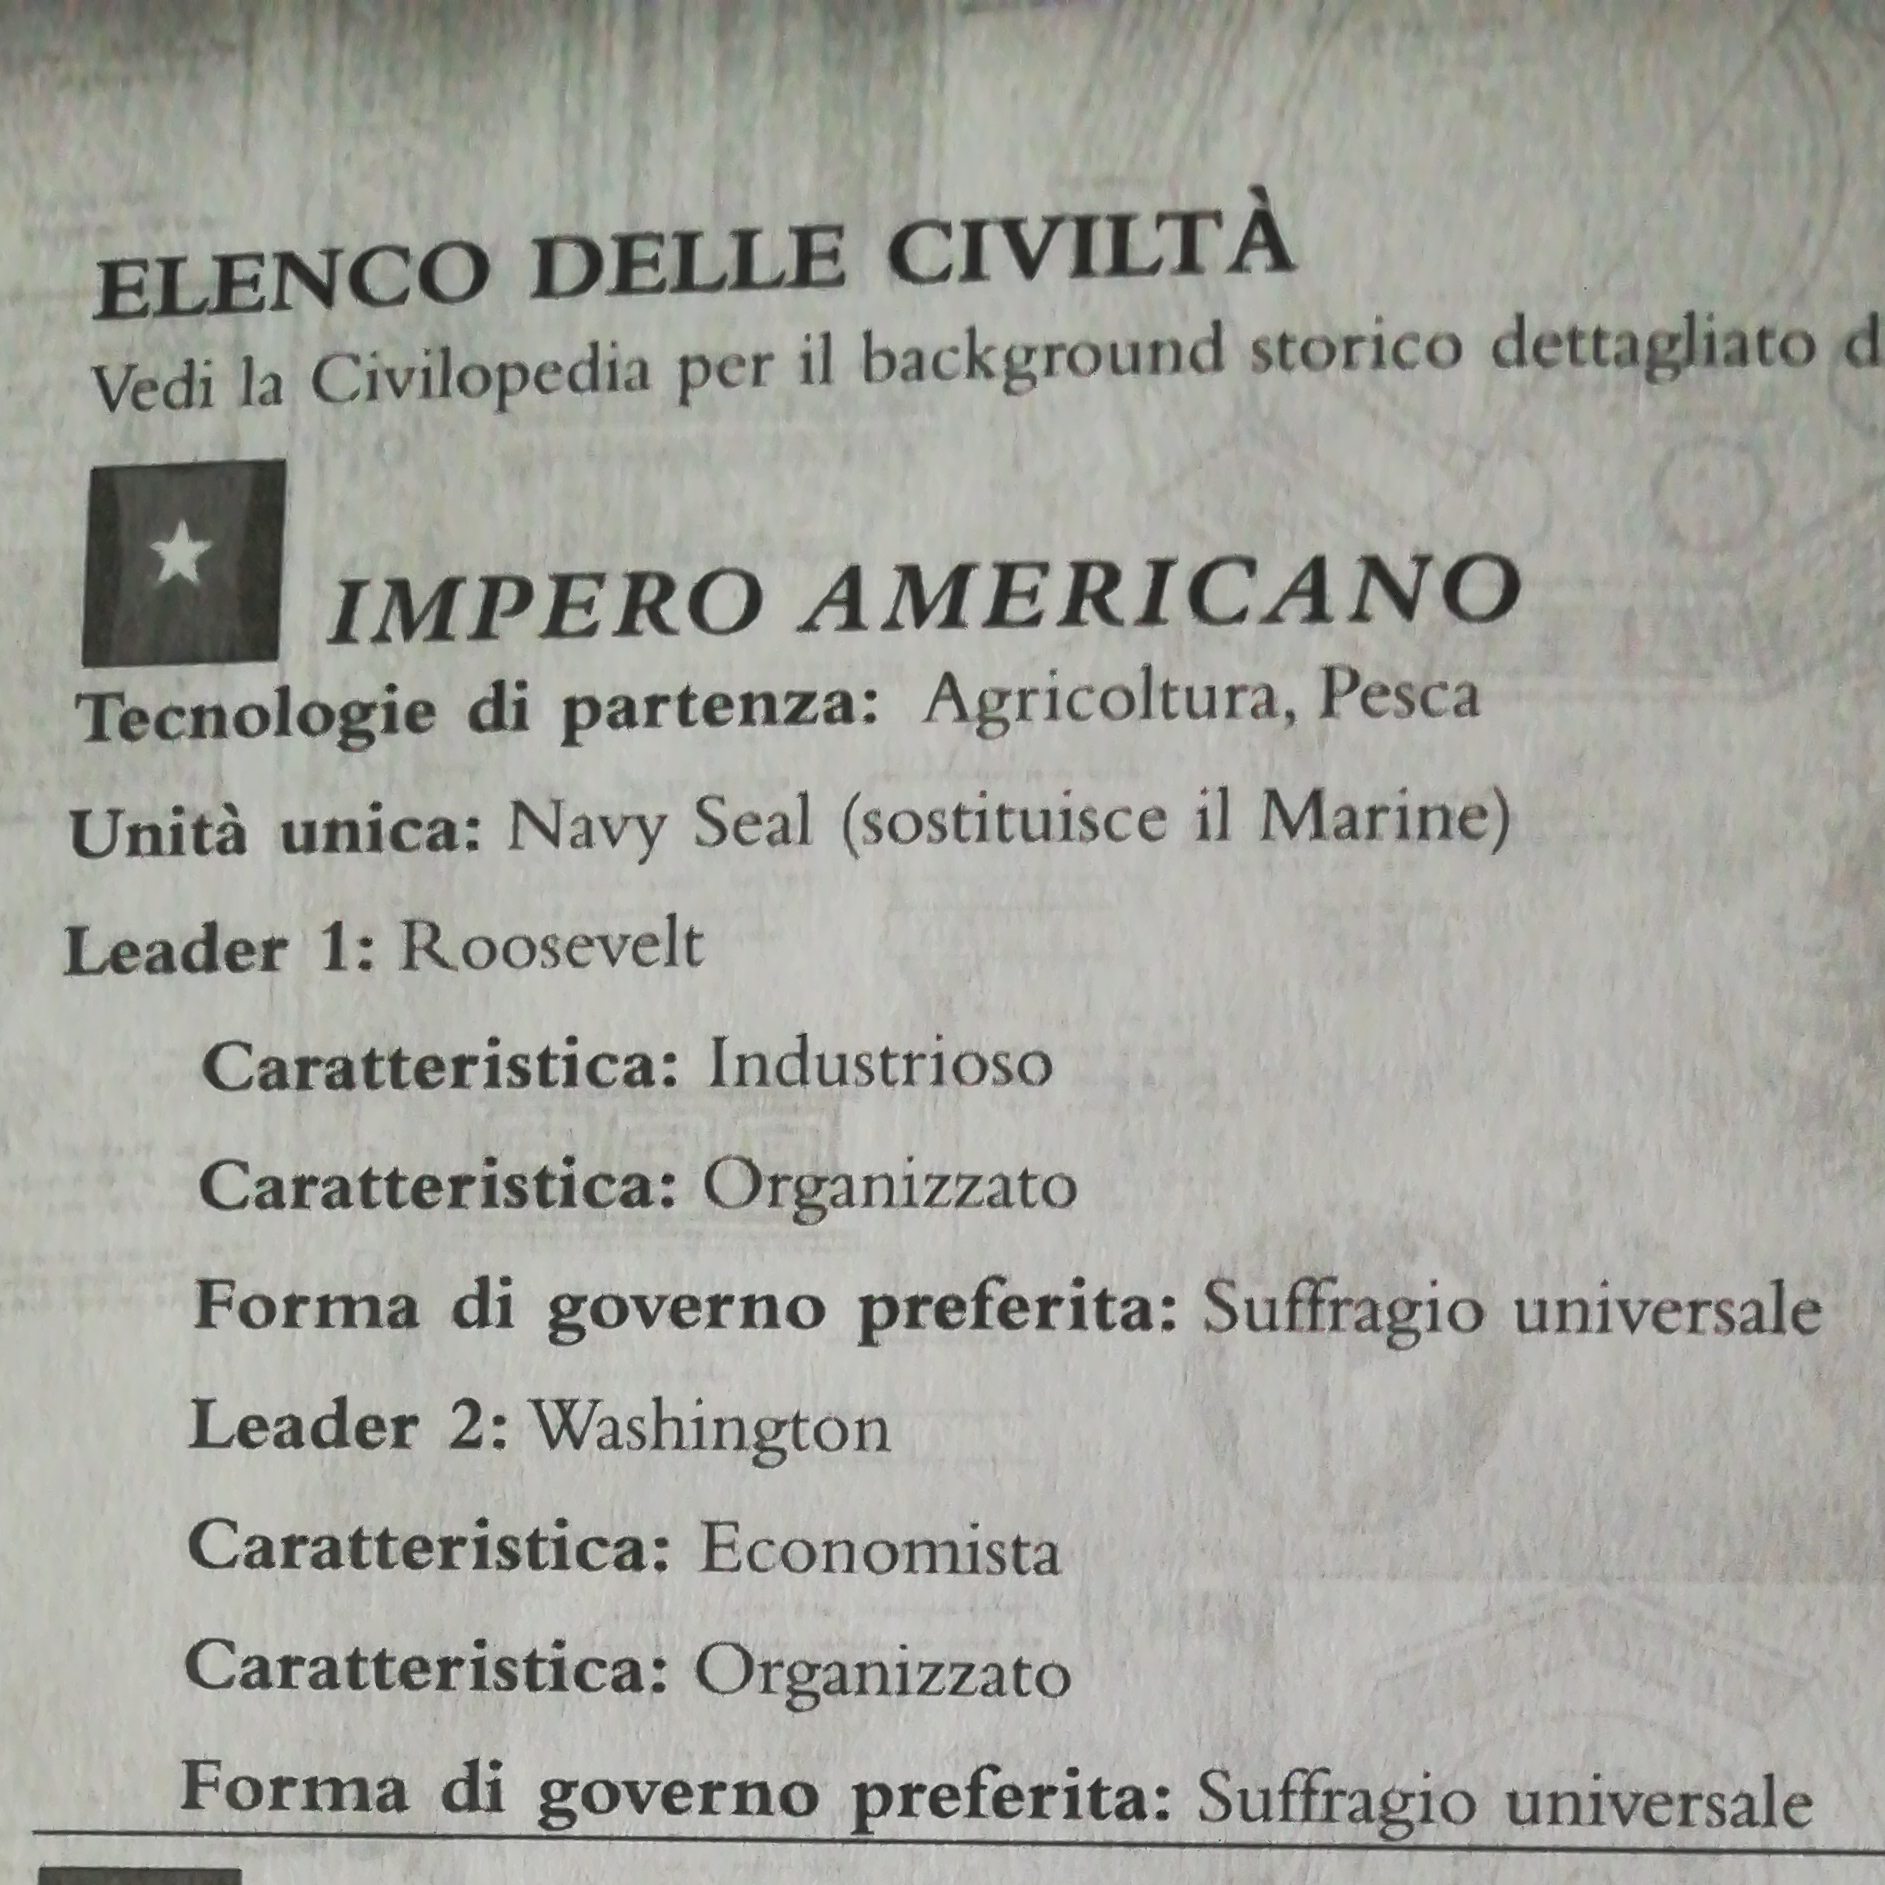 ELENCO DELLE CIVILTÀ
Vedi la Civilopedia per il background storico dettagliato d
IMPERO AMERICANO
Tecnologie di partenza: Agricoltura, Pesca
Unità unica: Navy Seal (sostituisce il Marine)
Leader 1: Roosevelt
Caratteristica: Industrioso
Caratteristica: Organizzato
Forma di governo preferita: Suffragio universale
Leader 2: Washington
Caratteristica: Economista
Caratteristica: Organizzato
Forma di governo preferita: Suffragio universale